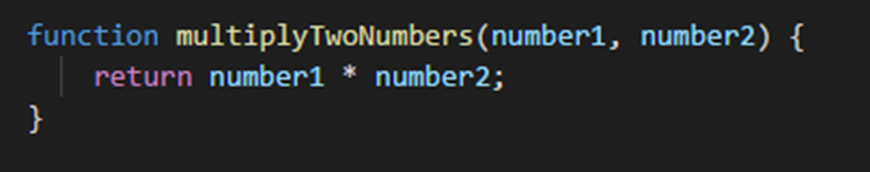 function multiplyTwoNumbers(number1, number2) {
    return number1 * number2;
}